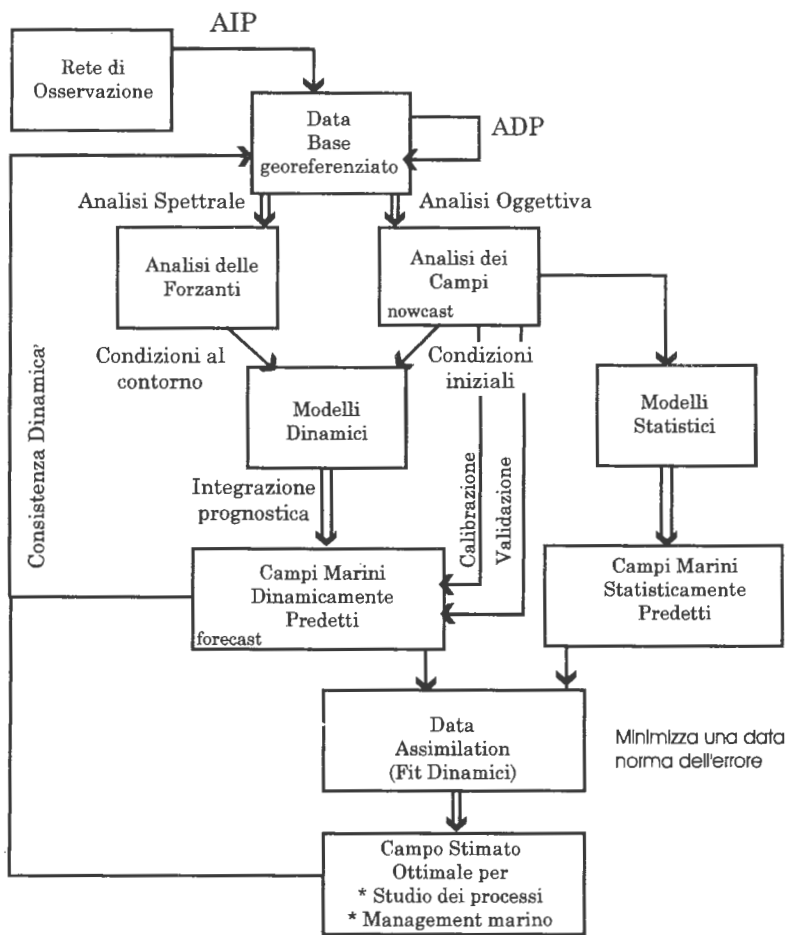 AIP
Rete di
Osservazione
Data
Base
georeferenziato
ADP
Analisi Spettrale
Analisi Oggettiva
Analisi delle
Forzanti
Analisi dei
Campi
nowcast
Condizioni al
contorno
Condizioni
iniziali
Modelli
Dinamici
Modelli
Statistici
Consistenza Dinamica'
Integrazione
prognostica
Calibrazione
Validazione
Campi Marini
Dinamicamente
Predetti
forecast
Campi Marini
Statisticamente
Predetti
Data
Assimilation
(Fit Dinamici)
Minimizza una data
norma dell'errore
Campo Stimato
Ottimale per
* Studio dei processi
* Management marino